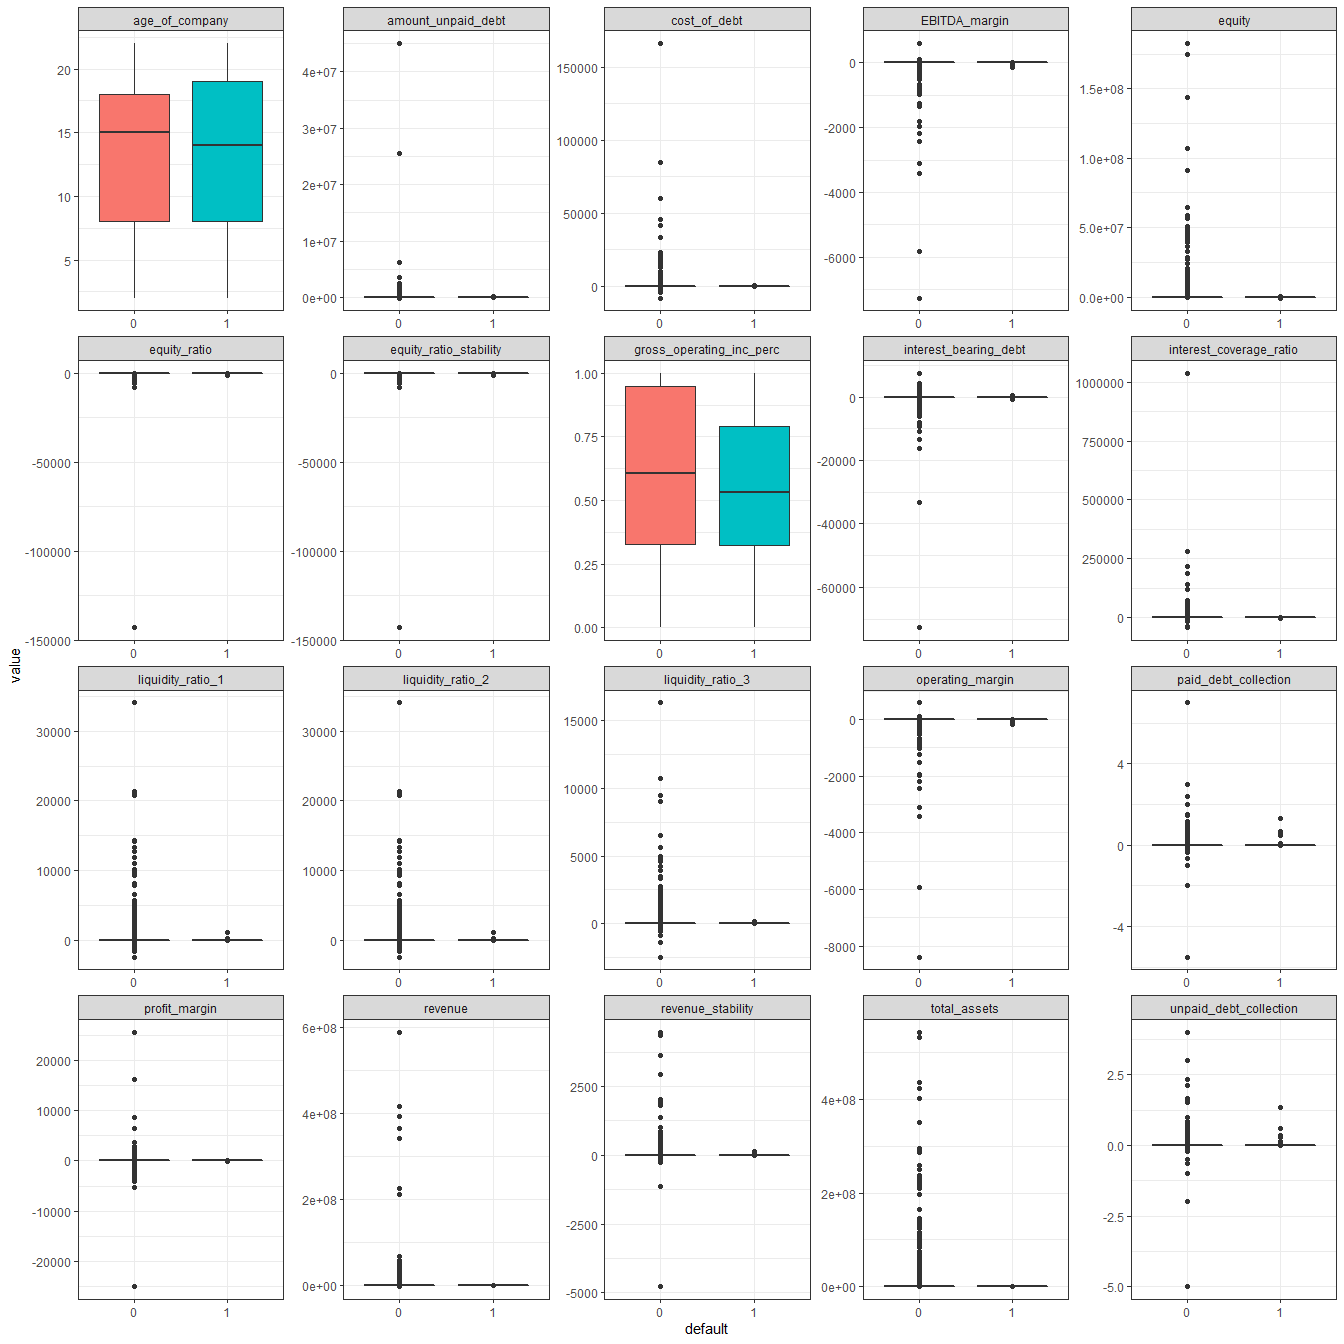 age_of_company
amount_unpaid_debt
cost_of_debt
EBITDA_margin
equity
20
15
10
5
0
1
4e+07
3e+07
2e+07
1e+07
0e+00
0
1
150000
100000
50000
0
0
1
0
-2000
-4000
-6000
0
1
1.5e+08
1.0e+08
5.0e+07
0.0e+00
0
1
equity_ratio
equity_ratio_stability
gross_operating_inc_perc
interest_bearing_debt
interest_coverage_ratio
0
-50000
-100000
-150000
0
1
0
-50000
-100000
-150000
0
1
1.00
0.75
0.50
0.25
0.00
0
1
0
-20000
-40000
-60000
0
1
1000000
750000
500000
250000
0
0
1
value
liquidity_ratio_1
liquidity_ratio_2
liquidity_ratio_3
operating_margin
paid_debt_collection
30000
20000
10000
0
0
1
30000
20000
10000
0
0
1
15000
10000
5000
0
0
1
0
-2000
-4000
-6000
-8000
0
1
4
0
-4
0
1
profit_margin
revenue
revenue_stability
total_assets
unpaid_debt_collection
20000
10000
0
-10000
-20000
0
1
6e+08
4e+08
2e+08
0e+00
0
1
2500
0
-2500
-5000
0
1
4e+08
2e+08
0e+00
0
1
2.5
0.0
-2.5
-5.0
0
1
default